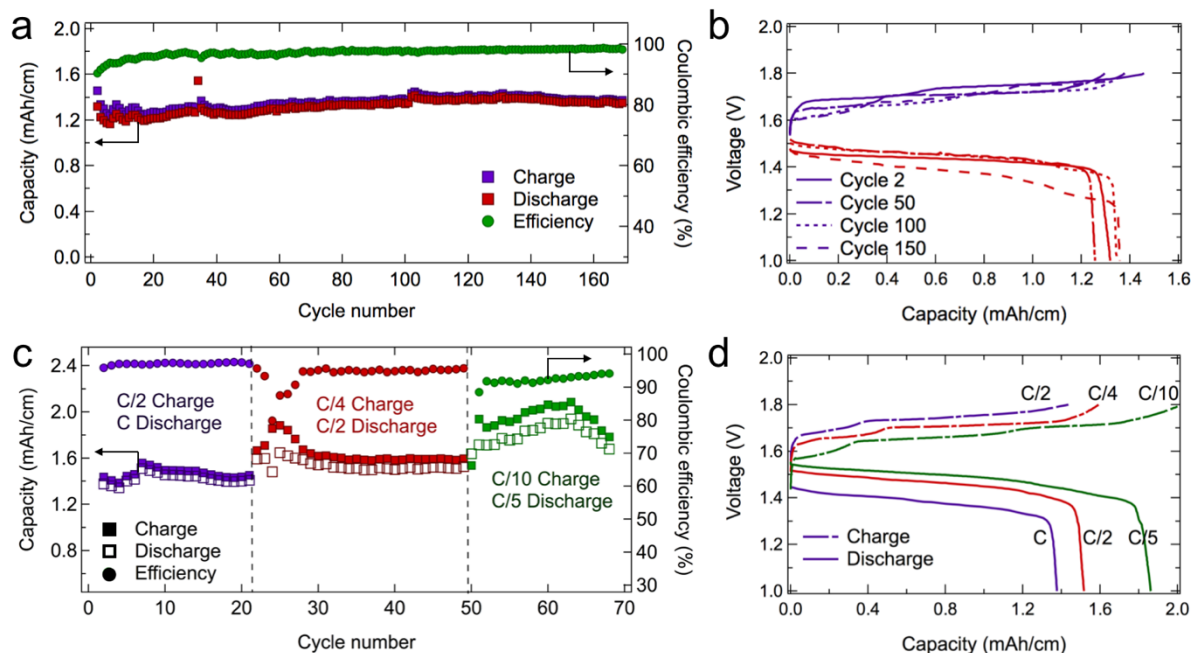 a
2.0
1.6
1.2
0.8
0.4
0.0
Capacity (mAh/cm)
100
80
60
40
Coulombic efficiency (%)
Charge
Discharge
Efficiency
0 20 40 60 80 100 120 140 160
Cycle number
b
2.0
1.8
1.6
1.4
1.2
1.0
Voltage (V)
Cycle 2
Cycle 50
Cycle 100
Cycle 150
0.0 0.2 0.4 0.6 0.8 1.0 1.2 1.4 1.6
Capacity (mAh/cm)
c
2.4
2.0
1.6
1.2
0.8
Capacity (mAh/cm)
100
90
80
70
60
50
40
30
Coulombic efficiency (%)
C/2 Charge
C Discharge
C/4 Charge
C/2 Discharge
C/10 Charge
C/5 Discharge
Charge
Discharge
Efficiency
0 10 20 30 40 50 60 70
Cycle number
d
2.0
1.8
1.6
1.4
1.2
1.0
Voltage (V)
C/2 C/4 C/10
Charge
Discharge
C C/2 C/5
0.0 0.4 0.8 1.2 1.6 2.0
Capacity (mAh/cm)